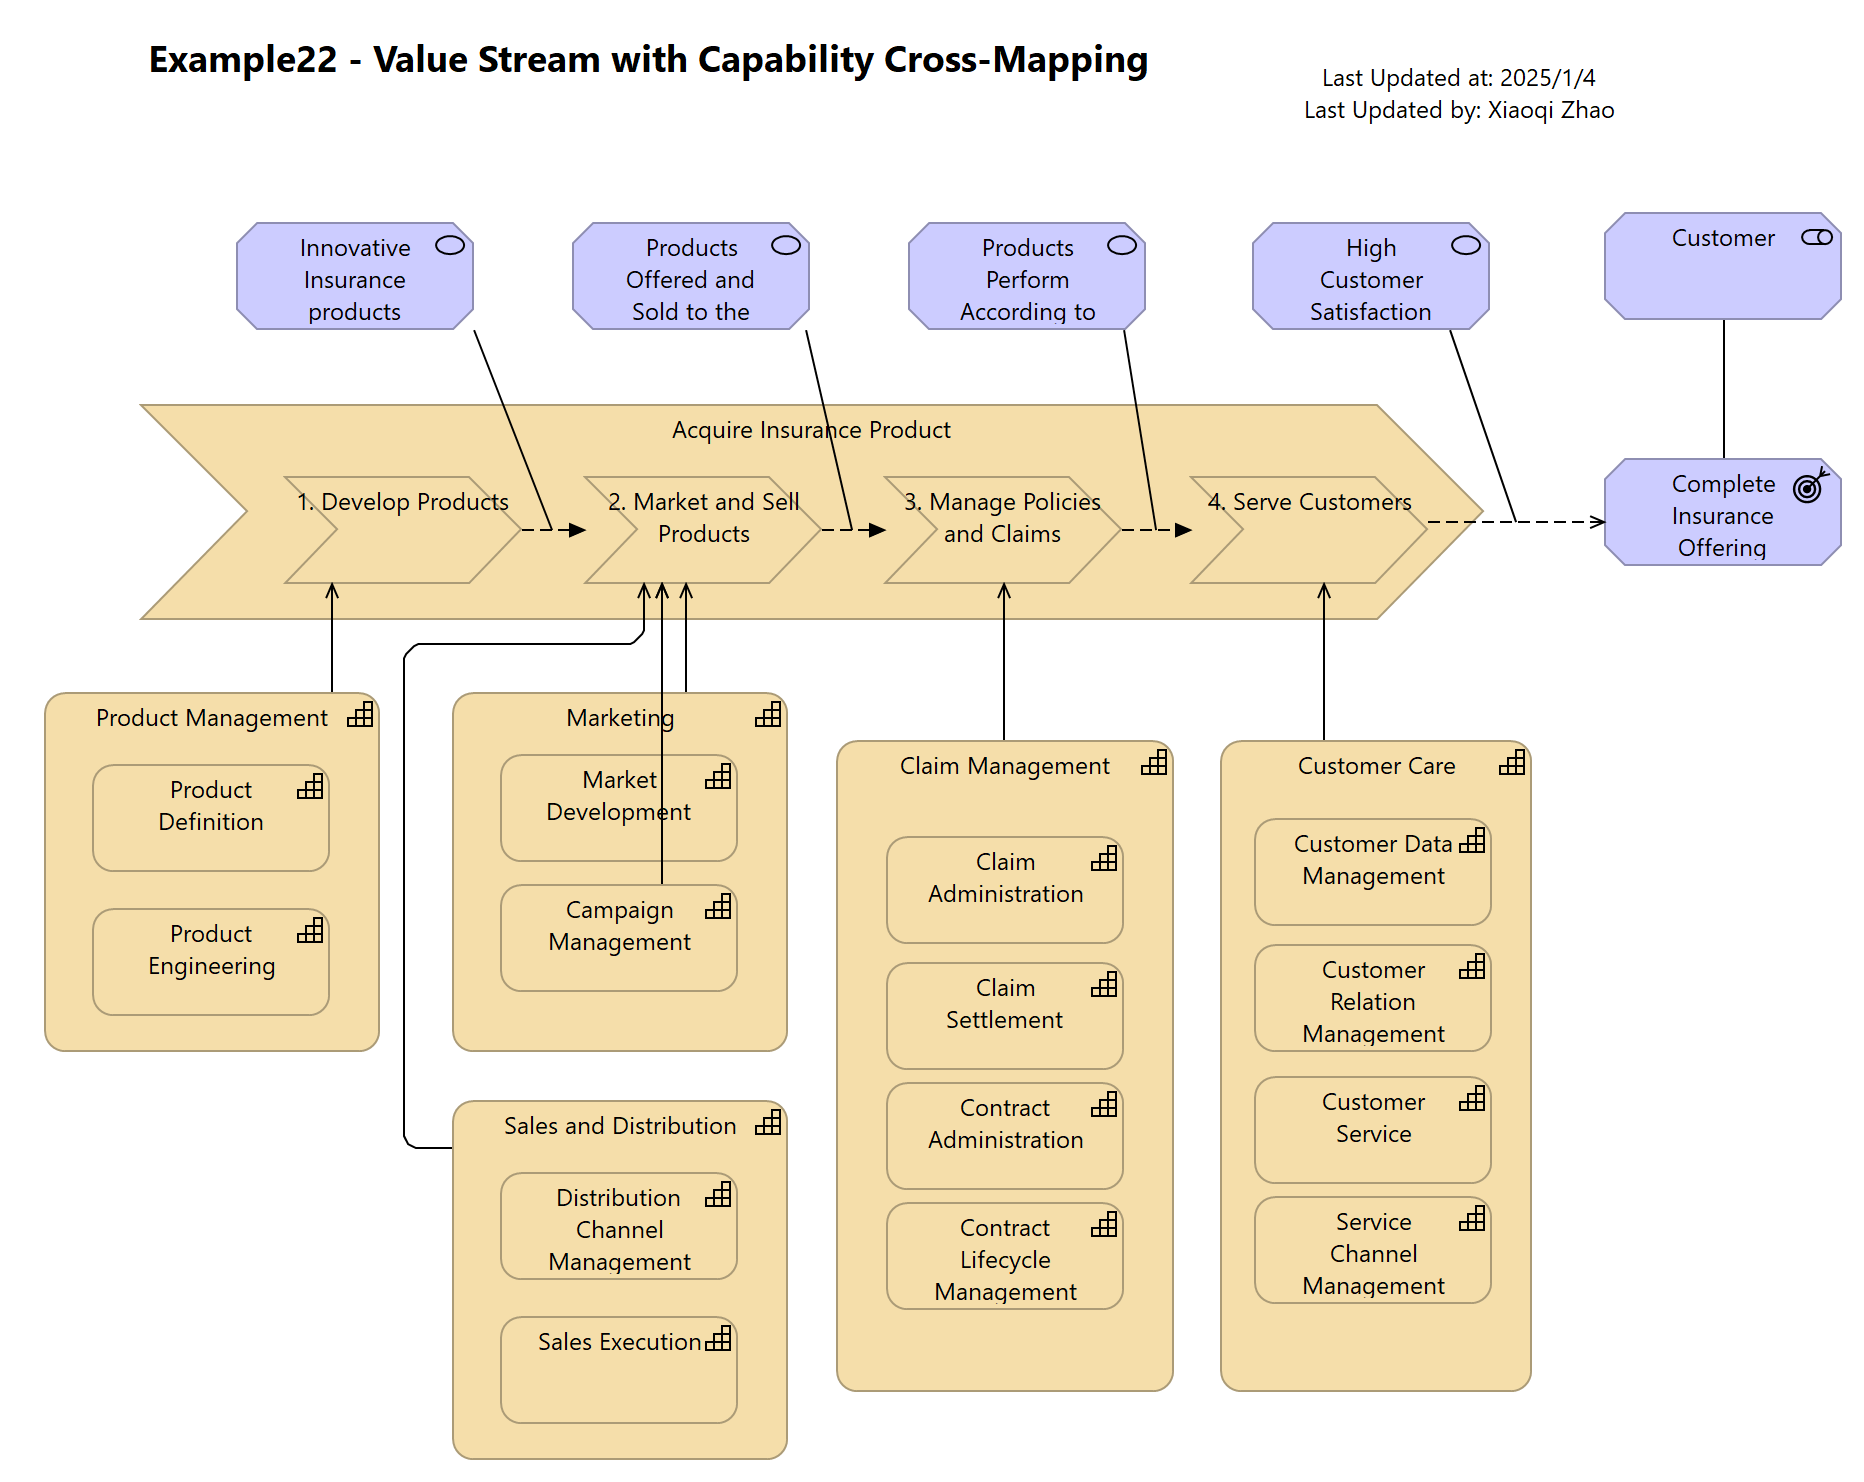 Example22 - Value Stream with Capability Cross-Mapping
Last Updated at: 2025/1/4
Last Updated by: Xiaoqi Zhao
Innovative
Insurance
products
Products
Offered and
Sold to the
Products
Perform
According to
High
Customer
Satisfaction
Customer
Acquire Insurance Product
1. Develop Products
2. Market and Sell
Products
3. Manage Policies
and Claims
4. Serve Customers
Complete
Insurance
Offering
Product Management
Product
Definition
Product
Engineering
Marketing
Market
Development
Campaign
Management
Sales and Distribution
Distribution
Channel
Management
Sales Execution
Claim Management
Claim
Administration
Claim
Settlement
Contract
Administration
Contract
Lifecycle
Management
Customer Care
Customer Data
Management
Customer
Relation
Management
Customer
Service
Service
Channel
Management